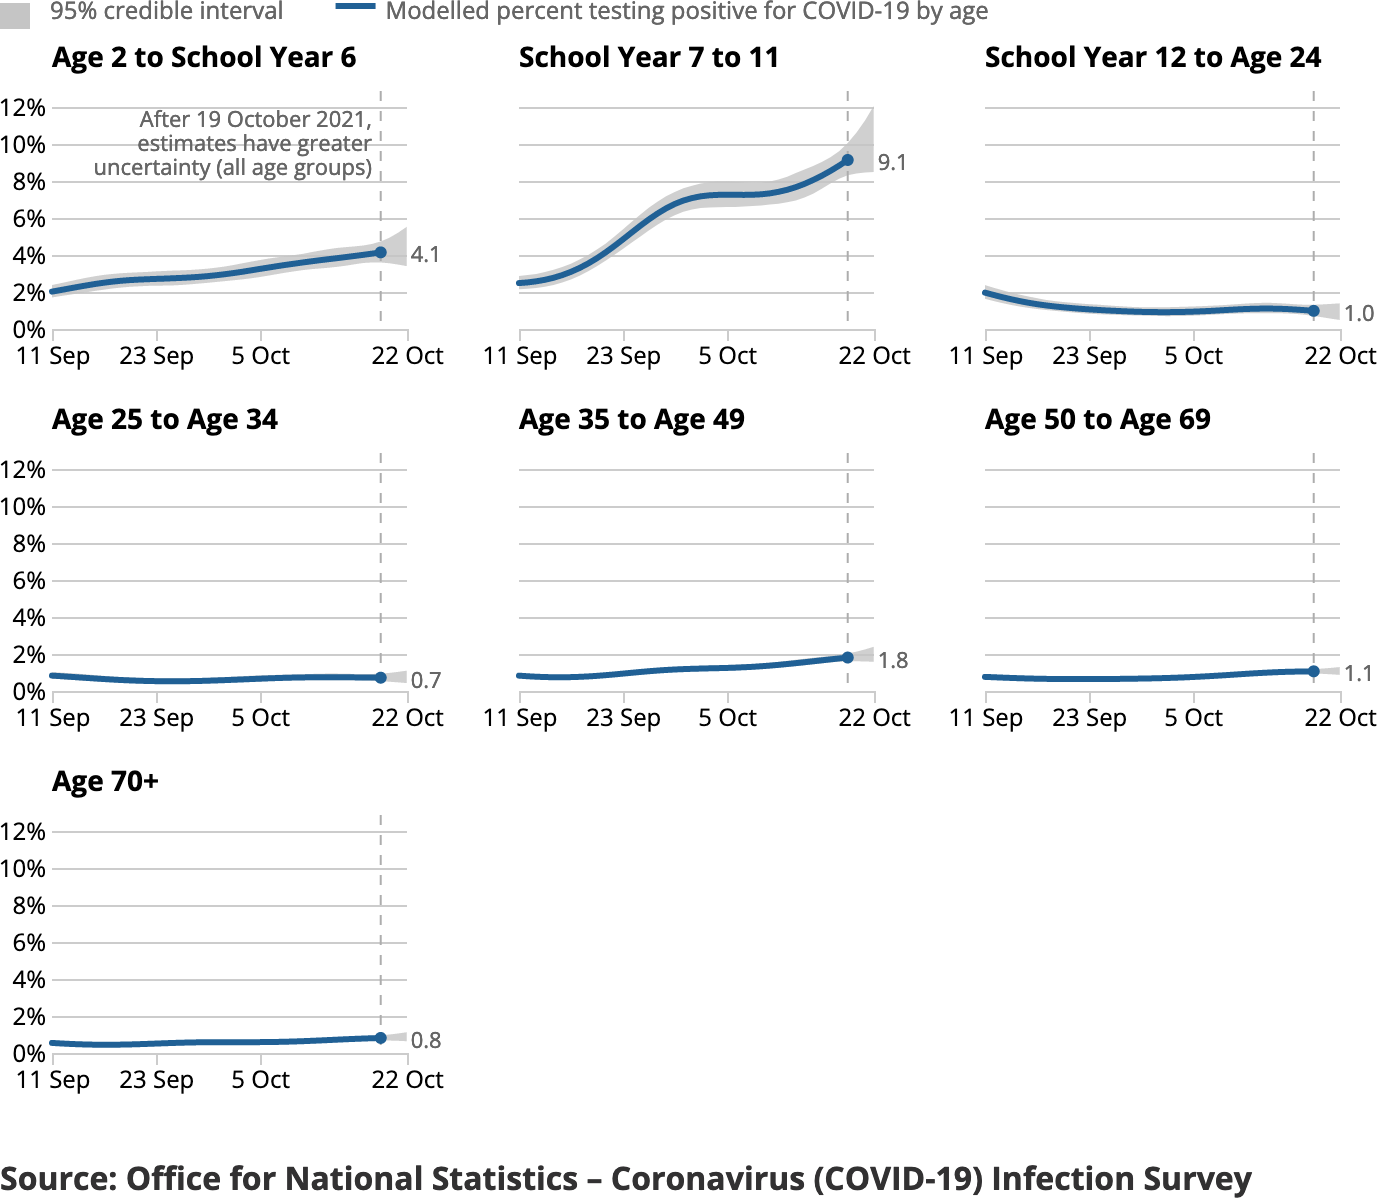 95% credible interval
Modelled percent testing positive for COVID-19 by age
Age 2 to School Year 6
12%
10%
8%
6%
4%
2%
0%
After 19 October 2021,
estimates have greater
uncertainty (all age groups)
4.1
11 Sep
23 Sep
5 Oct
22 Oct
School Year 7 to 11
9.1
11 Sep
23 Sep
5 Oct
22 Oct
School Year 12 to Age 24
1.0
11 Sep
23 Sep
5 Oct
22 Oct
Age 25 to Age 34
12%
10%
8%
6%
4%
2%
0%
0.7
11 Sep
23 Sep
5 Oct
22 Oct
Age 35 to Age 49
1.8
11 Sep
23 Sep
5 Oct
22 Oct
Age 50 to Age 69
1.1
11 Sep
23 Sep
5 Oct
22 Oct
Age 70+
12%
10%
8%
6%
4%
2%
0%
0.8
11 Sep
23 Sep
5 Oct
22 Oct
Source: Office for National Statistics – Coronavirus (COVID-19) Infection Survey